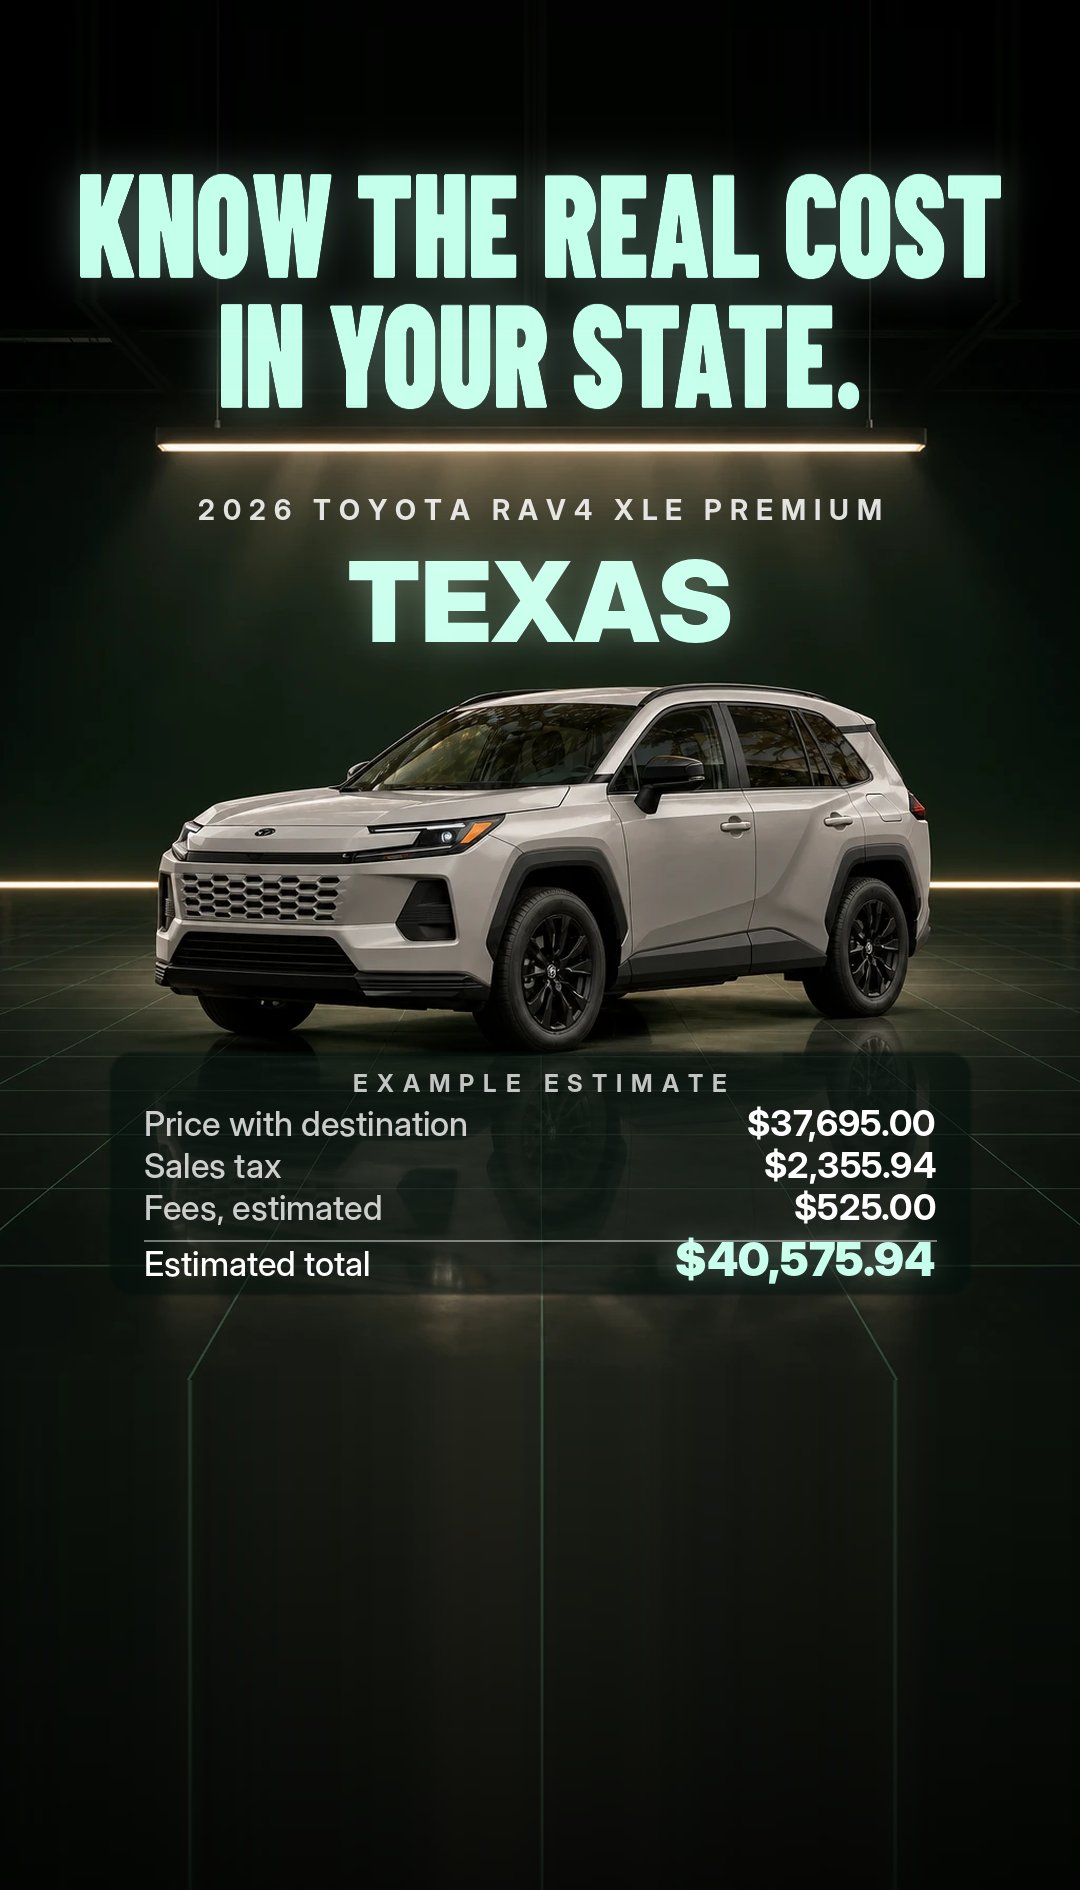 KNOW THE REAL COST
IN YOUR STATE.
2026 TOYOTA RAV4 XLE PREMIUM
TEXAS
EXAMPLE ESTIMATE
Price with destination $37,695.00
Sales tax $2,355.94
Fees, estimated $525.00
Estimated total $40,575.94